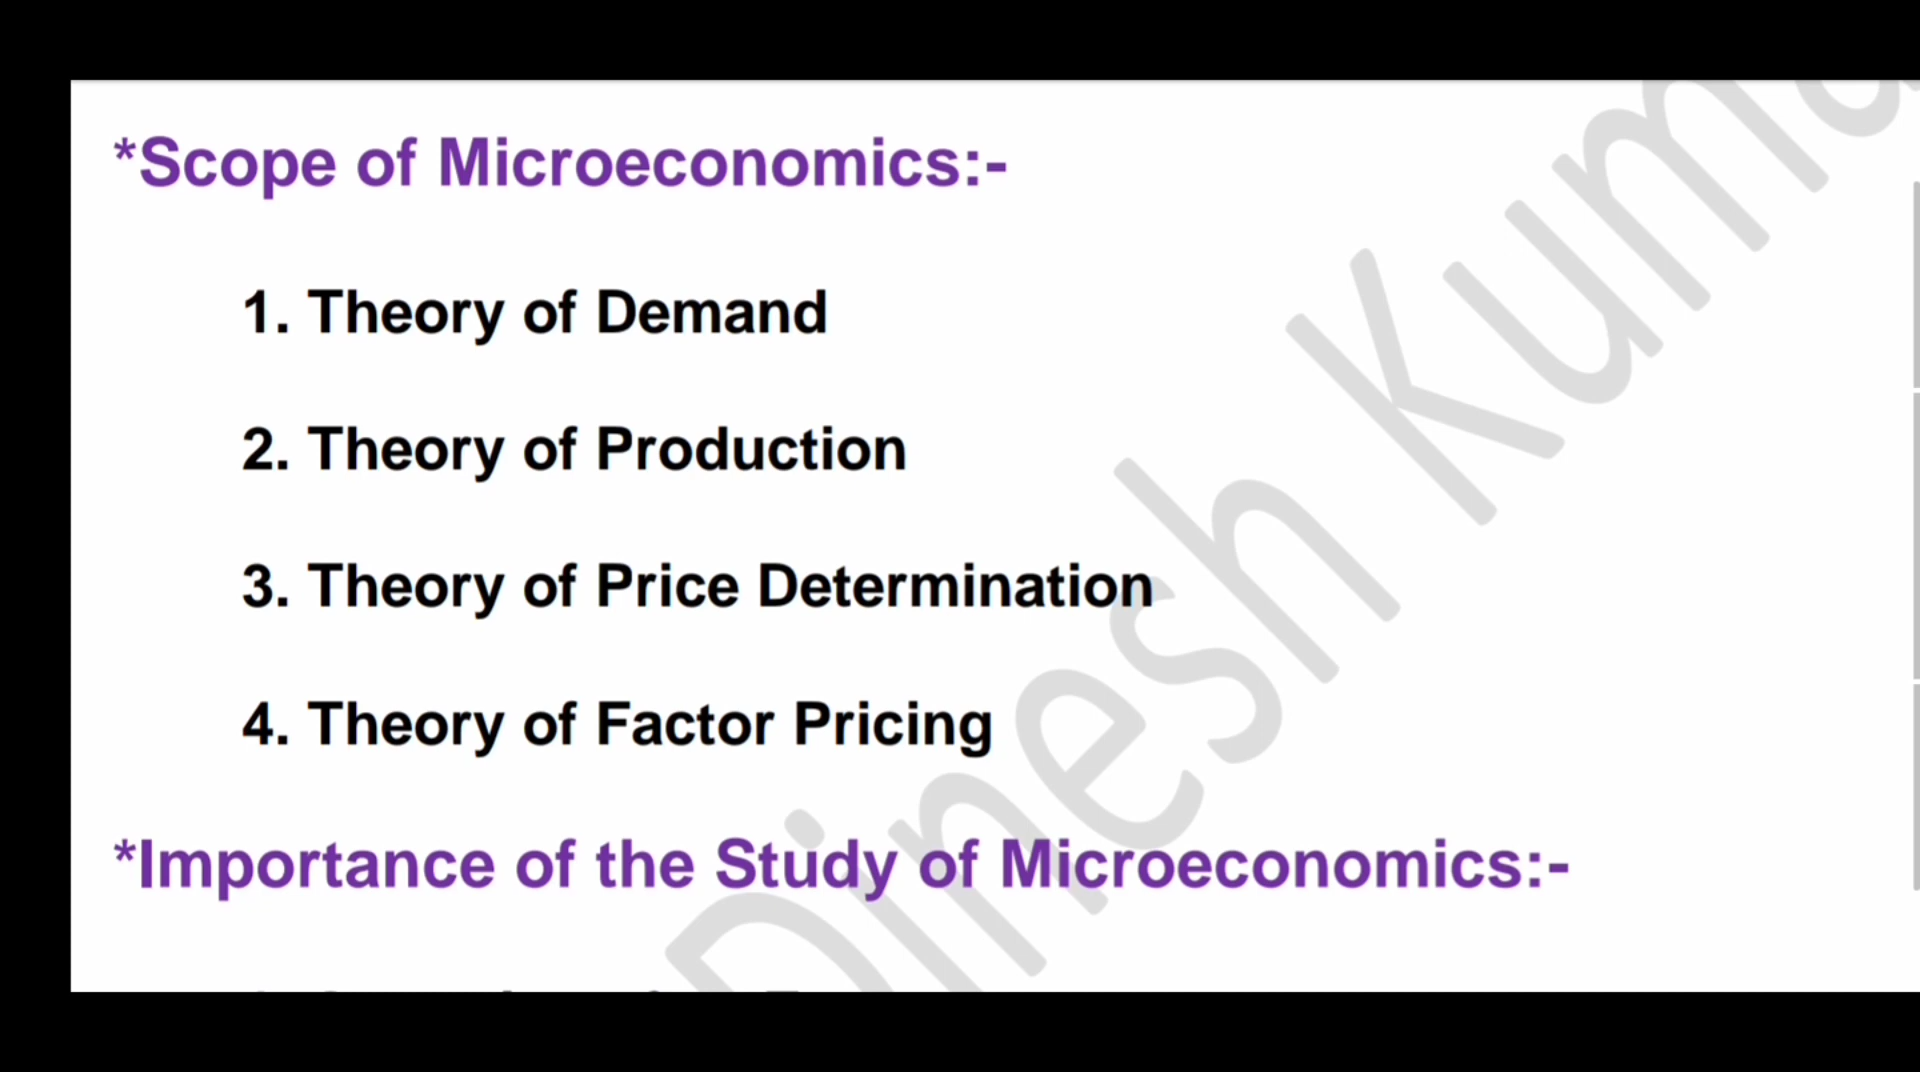 *Scope of Microeconomics:-
1. Theory of Demand
2. Theory of Production
3. Theory of Price Determination
4. Theory of Factor Pricing
*Importance of the Study of Microeconomics:-
Dinesh